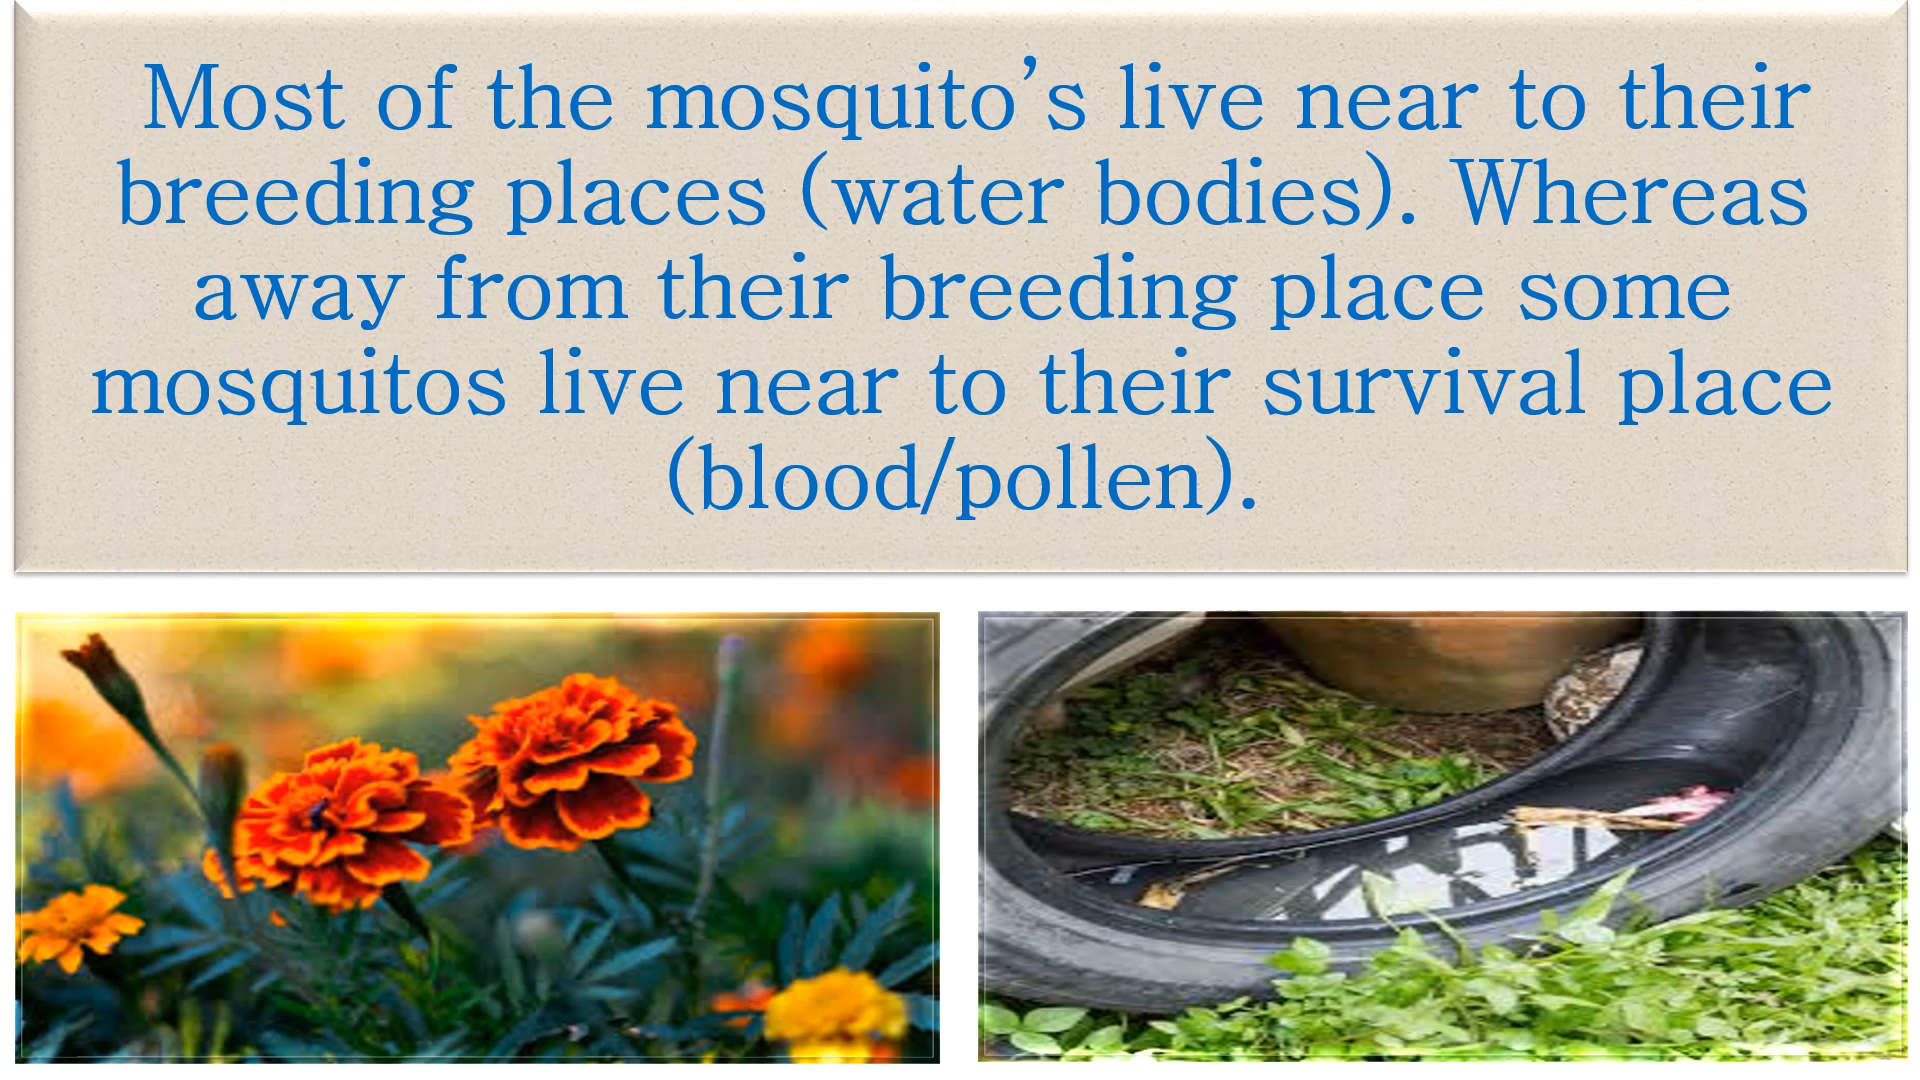 Most of the mosquito’s live near to their
breeding places (water bodies). Whereas
away from their breeding place some
mosquitos live near to their survival place
(blood/pollen).